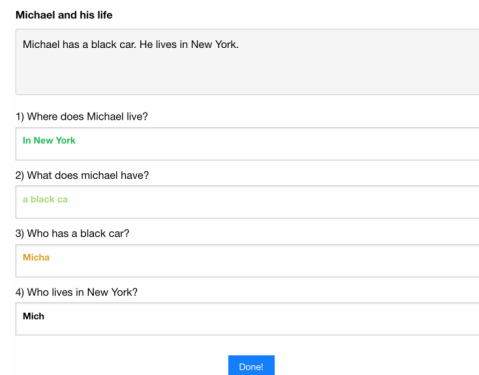 Michael and his life
Michael has a black car. He lives in New York.
1) Where does Michael live?
In New York
2) What does michael have?
a black ca
3) Who has a black car?
Micha
4) Who lives in New York?
Mich
Done!